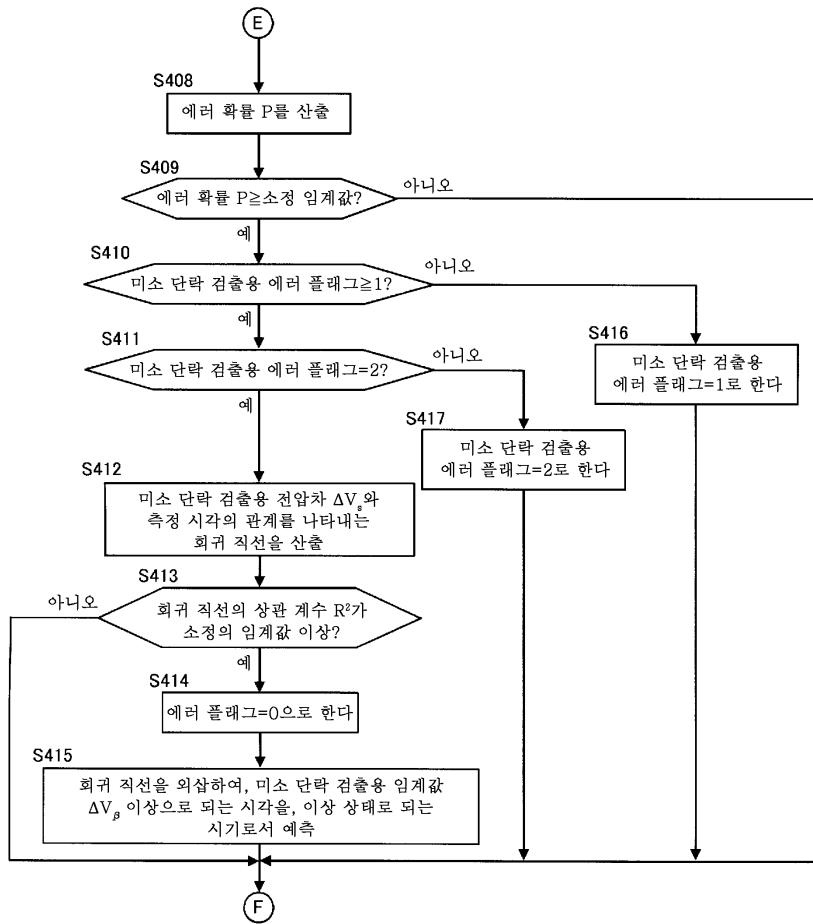 E
S408
에러 확률 P를 산출
S409
에러 확률 P≧소정 임계값?
아니오
예
S410
미소 단락 검출용 에러 플래그≧1?
아니오
예
S411
미소 단락 검출용 에러 플래그=2?
아니오
예
S416
미소 단락 검출용
에러 플래그=1로 한다
S417
미소 단락 검출용
에러 플래그=2로 한다
S412
미소 단락 검출용 전압차 ΔVs와
측정 시각의 관계를 나타내는
회귀 직선을 산출
S413
아니오
회귀 직선의 상관 계수 R²가
소정의 임계값 이상?
예
S414
에러 플래그=0으로 한다
S415
회귀 직선을 외삽하여, 미소 단락 검출용 임계값
ΔVβ 이상으로 되는 시각을, 이상 상태로 되는
시기로서 예측
F